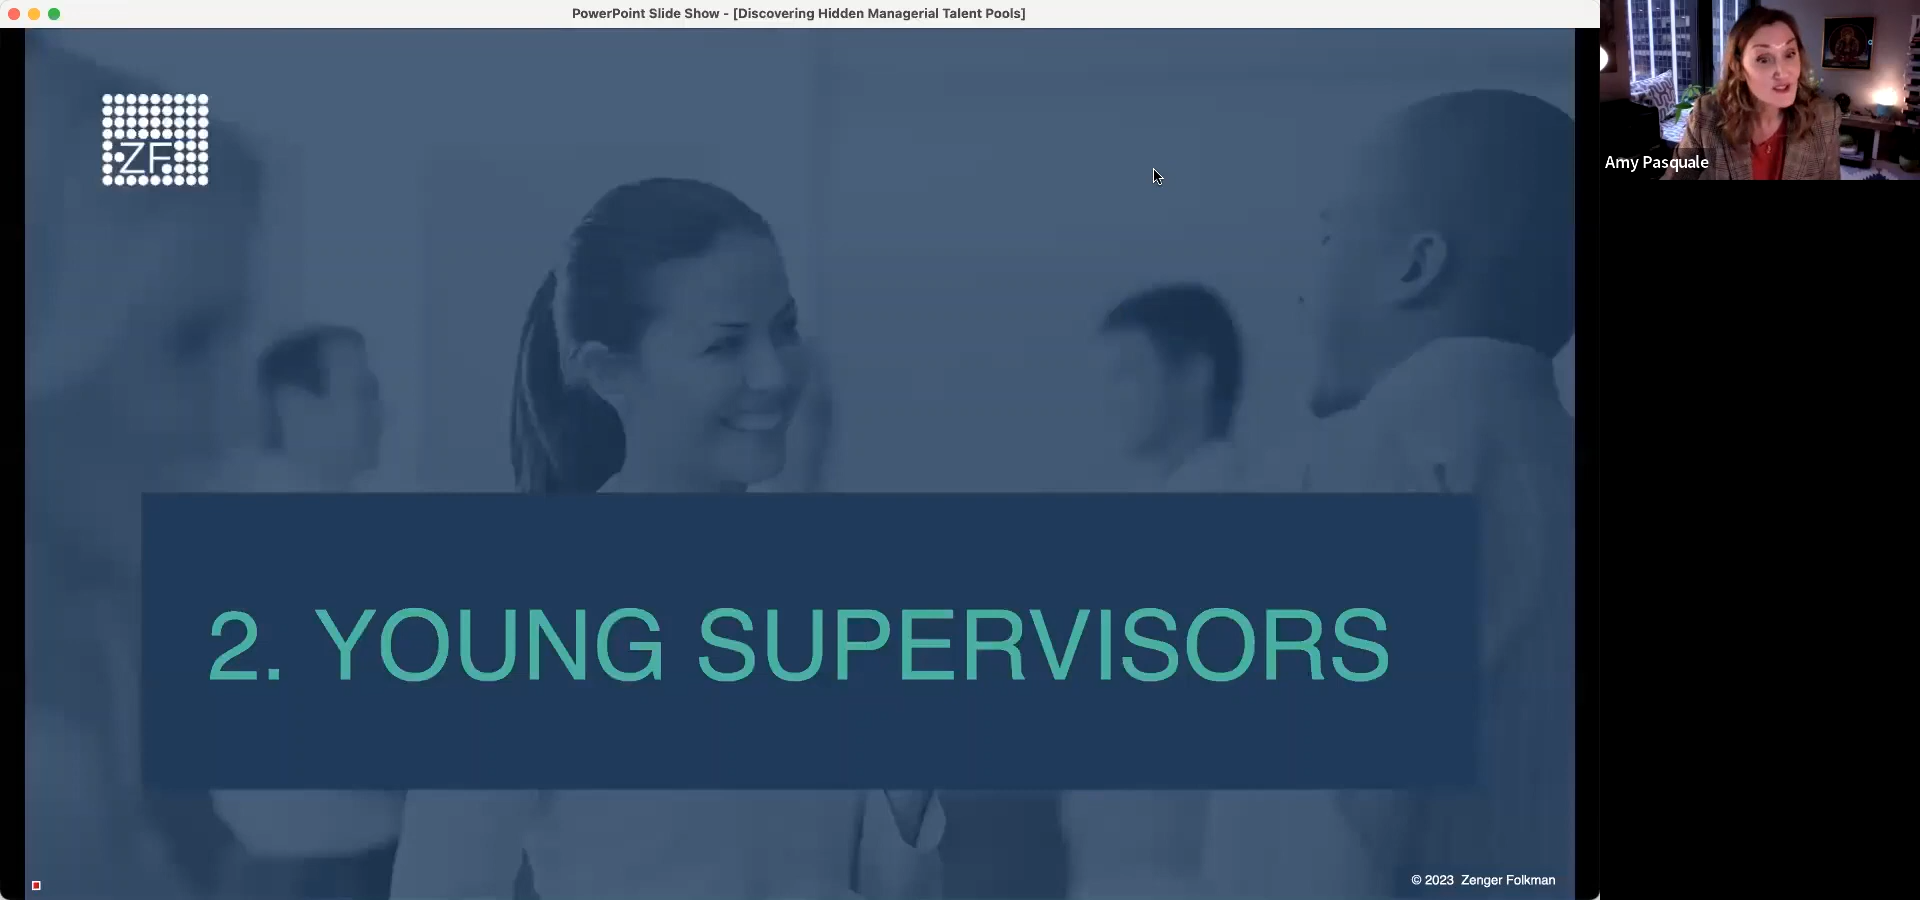 PowerPoint Slide Show - [Discovering Hidden Managerial Talent Pools]
ZF
Amy Pasquale
2. YOUNG SUPERVISORS
© 2023 Zenger Folkman